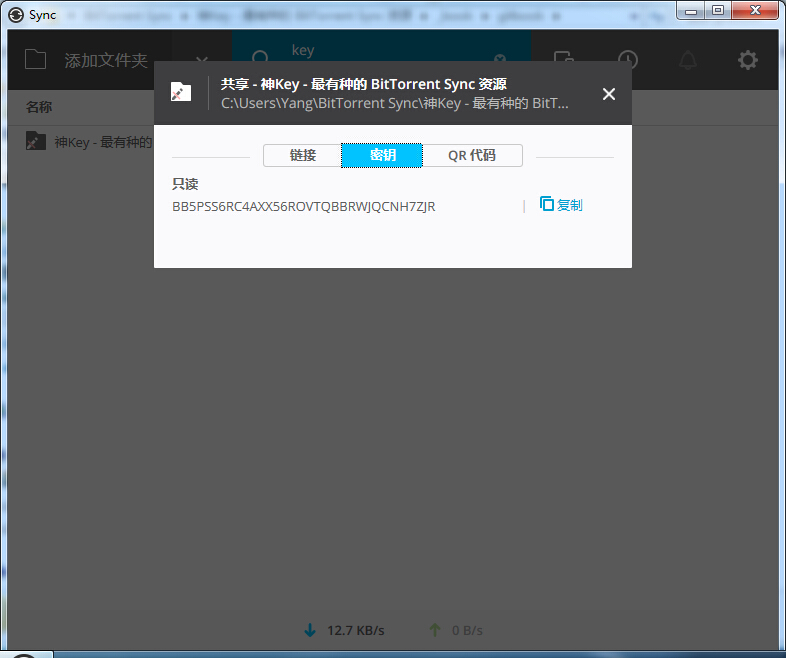 Sync
添加文件夹
key
共享 - 神Key - 最有种的 BitTorrent Sync 资源
C:\Users\Yang\BitTorrent Sync\神Key - 最有种的 BitT...
名称
神Key - 最有种的
链接
密钥
QR 代码
只读
BB5PSS6RC4AXX56ROVTQBBRWJQCNH7ZJR
复制
12.7 KB/s
0 B/s